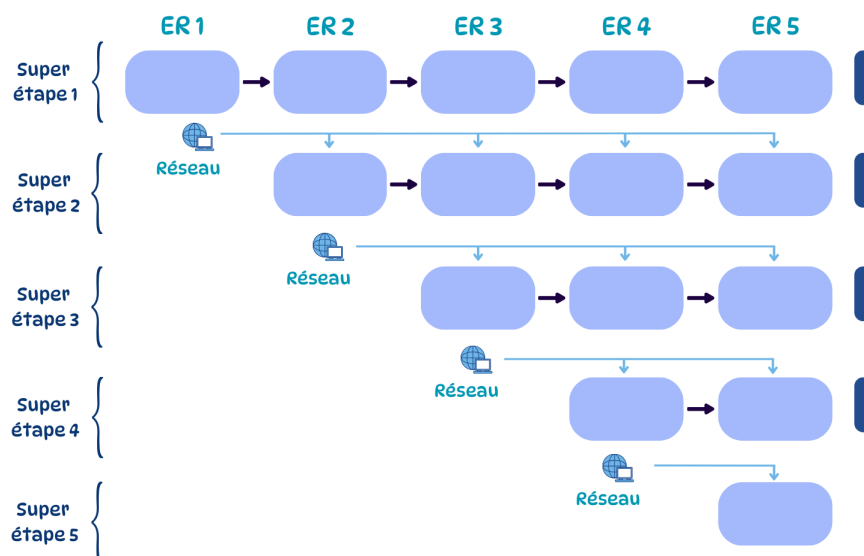 ER 1 ER 2 ER 3 ER 4 ER 5
Super
étape 1
Réseau
Super
étape 2
Réseau
Super
étape 3
Réseau
Super
étape 4
Réseau
Super
étape 5